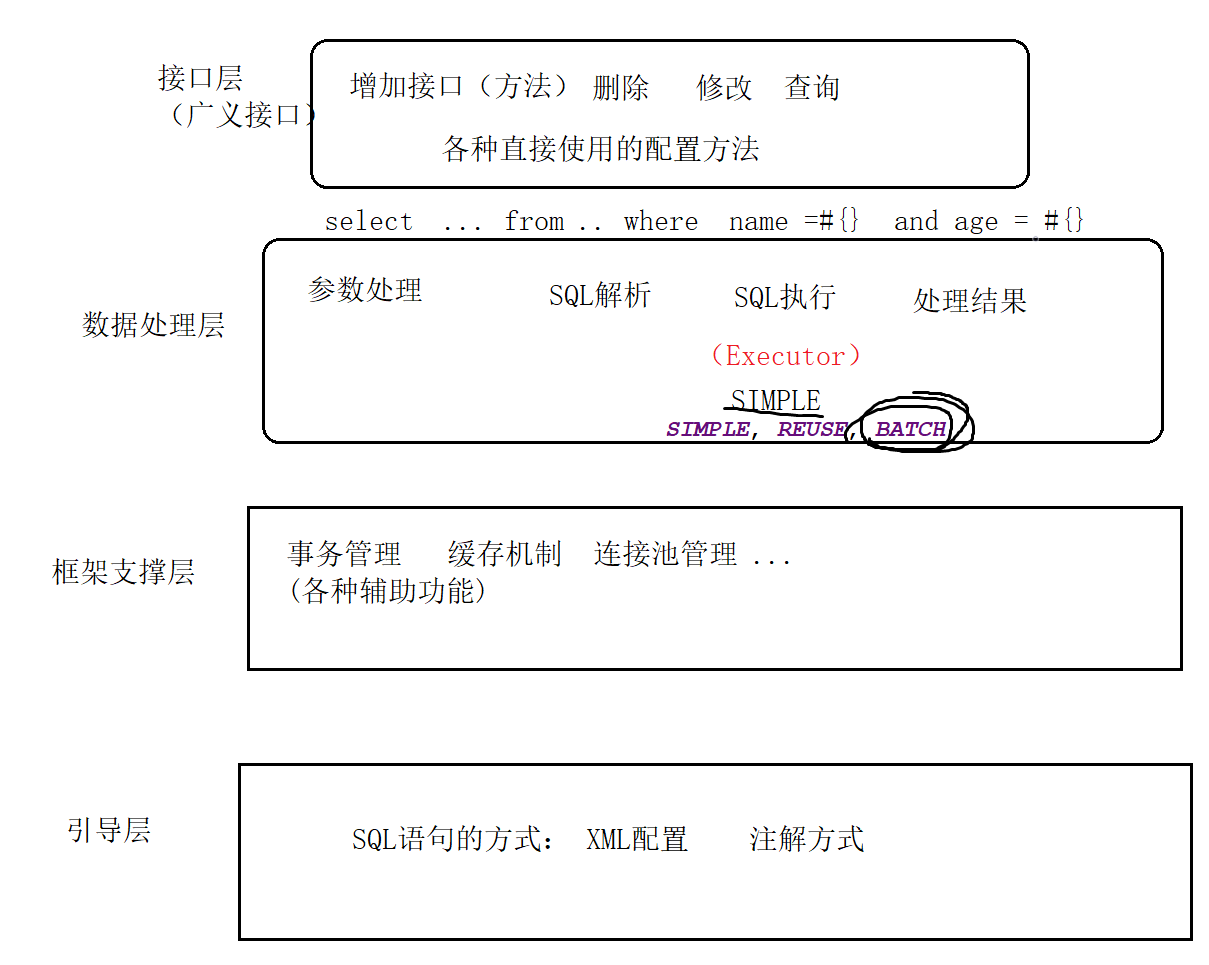 接口层
（广义接口）
增加接口（方法） 删除 修改 查询
各种直接使用的配置方法
select ... from .. where name =#{} and age = #{}
数据处理层
参数处理 SQL解析 SQL执行 处理结果
（Executor）
SIMPLE
SIMPLE, REUSE, BATCH
框架支撑层
事务管理 缓存机制 连接池管理 ...
(各种辅助功能)
引导层
SQL语句的方式: XML配置 注解方式